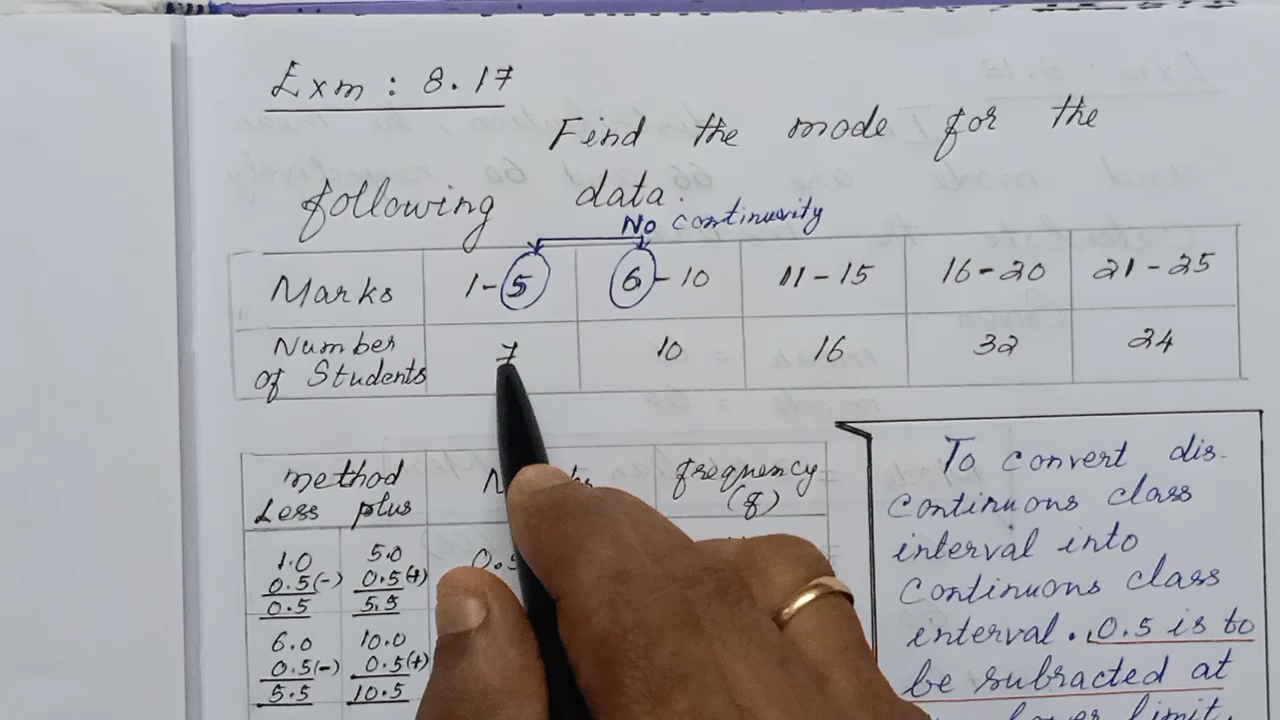 Exm : 8.17
Find the mode for the
following data.
No continuity
Marks 1-5 6-10 11-15 16-20 21-25
Number of Students 7 10 16 32 24
method frequency
Less plus (f)
1.0 5.0
0.5(-) 0.5(+)
0.5 5.5
6.0 10.0
0.5(-) 0.5(+)
5.5 10.5
To convert dis-
continuous class
interval into
continuous class
interval. 0.5 is to
be subracted at
lower limit,